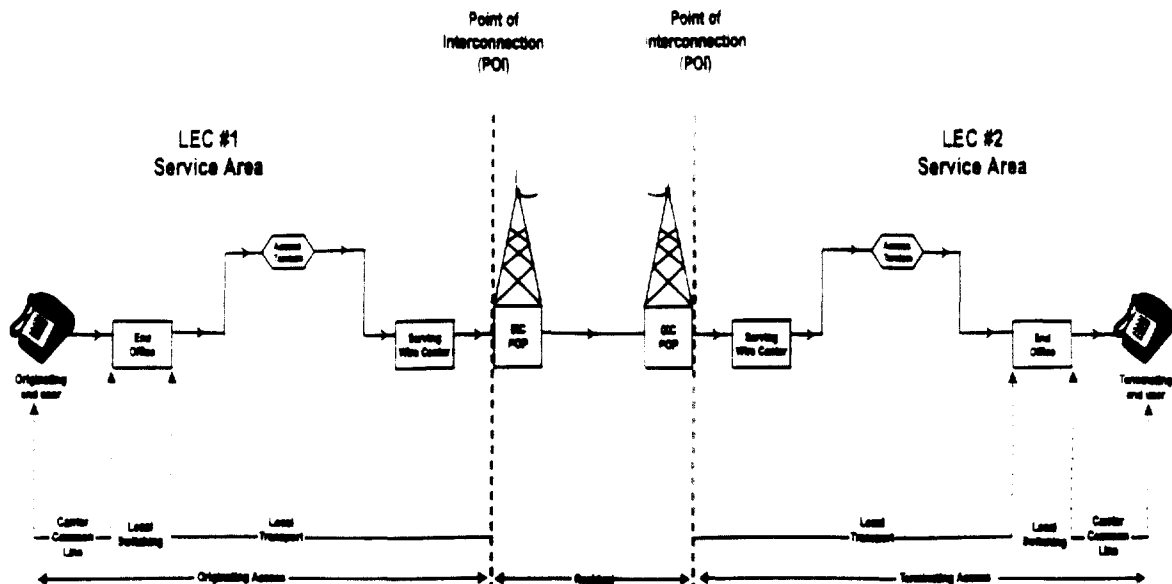 Point of
Interconnection
(POI)
Point of
Interconnection
(POI)
LEC #1
Service Area
LEC #2
Service Area
Access
Tandem
Access
Tandem
End
Office
Serving
Wire Center
POP
POP
Serving
Wire Center
End
Office
Originating
end user
Terminating
end user
Carrier
Common
Line
Local
Switching
Local
Transport
Local
Transport
Local
Switching
Carrier
Common
Line
Originating Access
Terminating Access